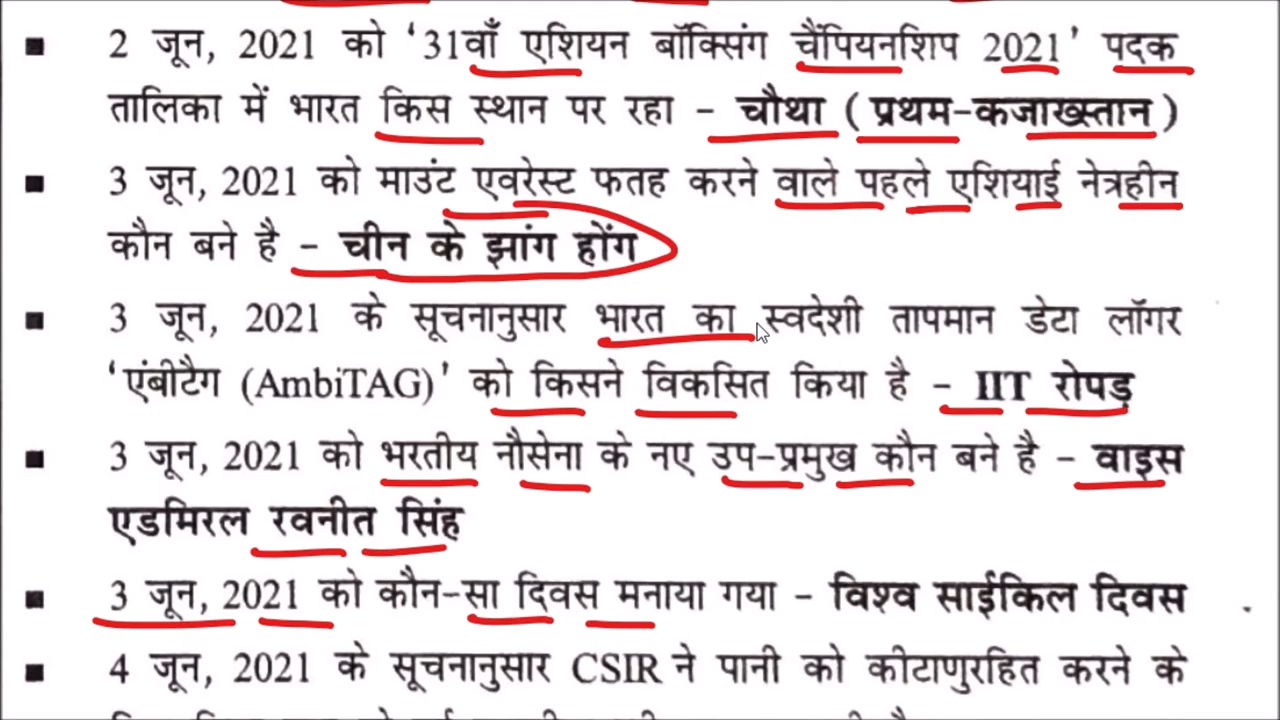 2 जून, 2021 को ‘31वाँ एशियन बॉक्सिंग चैंपियनशिप 2021’ पदक
तालिका में भारत किस स्थान पर रहा - चौथा (प्रथम-कजाख्स्तान)
3 जून, 2021 को माउंट एवरेस्ट फतह करने वाले पहले एशियाई नेत्रहीन
कौन बने है - चीन के झांग होंग
3 जून, 2021 के सूचनानुसार भारत का स्वदेशी तापमान डेटा लॉगर
‘एंबीटैग (AmbiTAG)’ को किसने विकसित किया है - IIT रोपड़
3 जून, 2021 को भरतीय नौसेना के नए उप-प्रमुख कौन बने है - वाइस
एडमिरल रवनीत सिंह
3 जून, 2021 को कौन-सा दिवस मनाया गया - विश्व साईकिल दिवस
4 जून, 2021 के सूचनानुसार CSIR ने पानी को कीटाणुरहित करने के